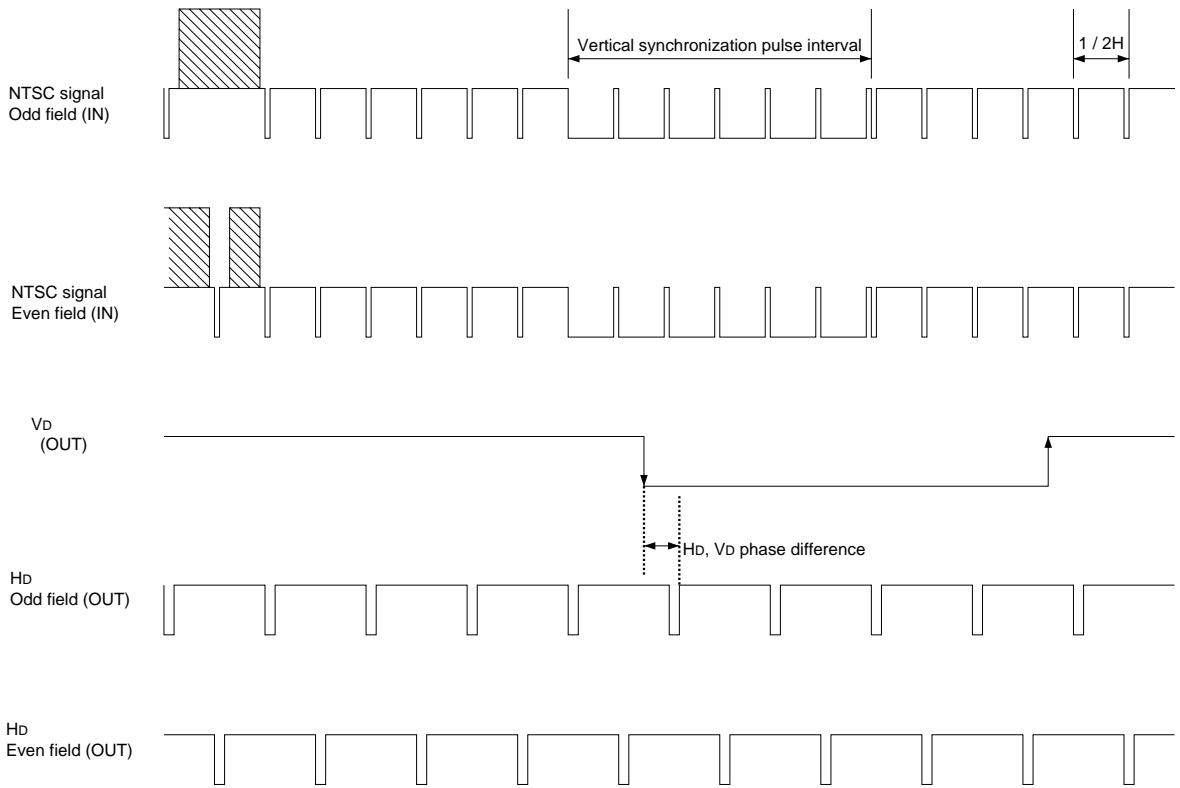 Vertical synchronization pulse interval
1 / 2H
NTSC signal
Odd field (IN)
NTSC signal
Even field (IN)
VD
(OUT)
HD, VD phase difference
HD
Odd field (OUT)
HD
Even field (OUT)